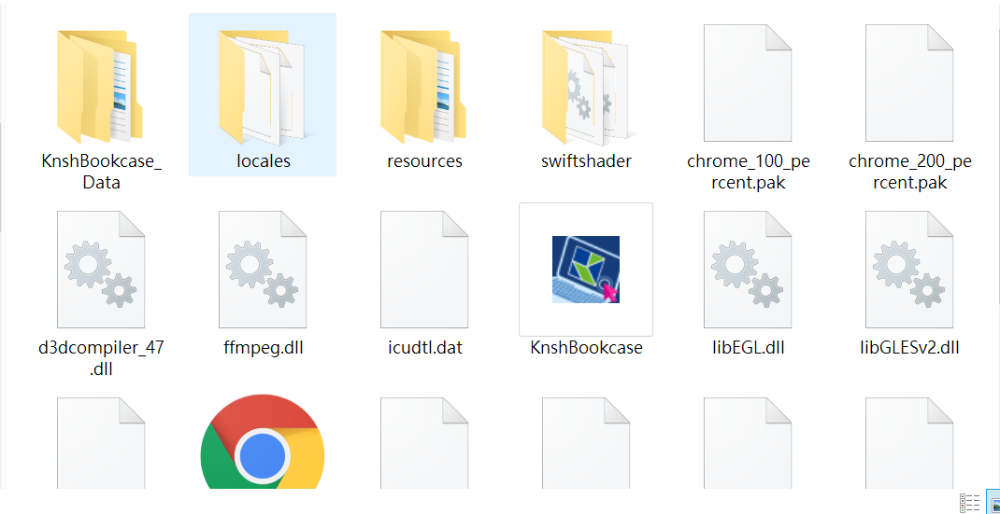 KnshBookcase_
Data
locales
resources
swiftshader
chrome_100_pe
rcent.pak
chrome_200_pe
rcent.pak
d3dcompiler_47
.dll
ffmpeg.dll
icudtl.dat
KnshBookcase
libEGL.dll
libGLESv2.dll